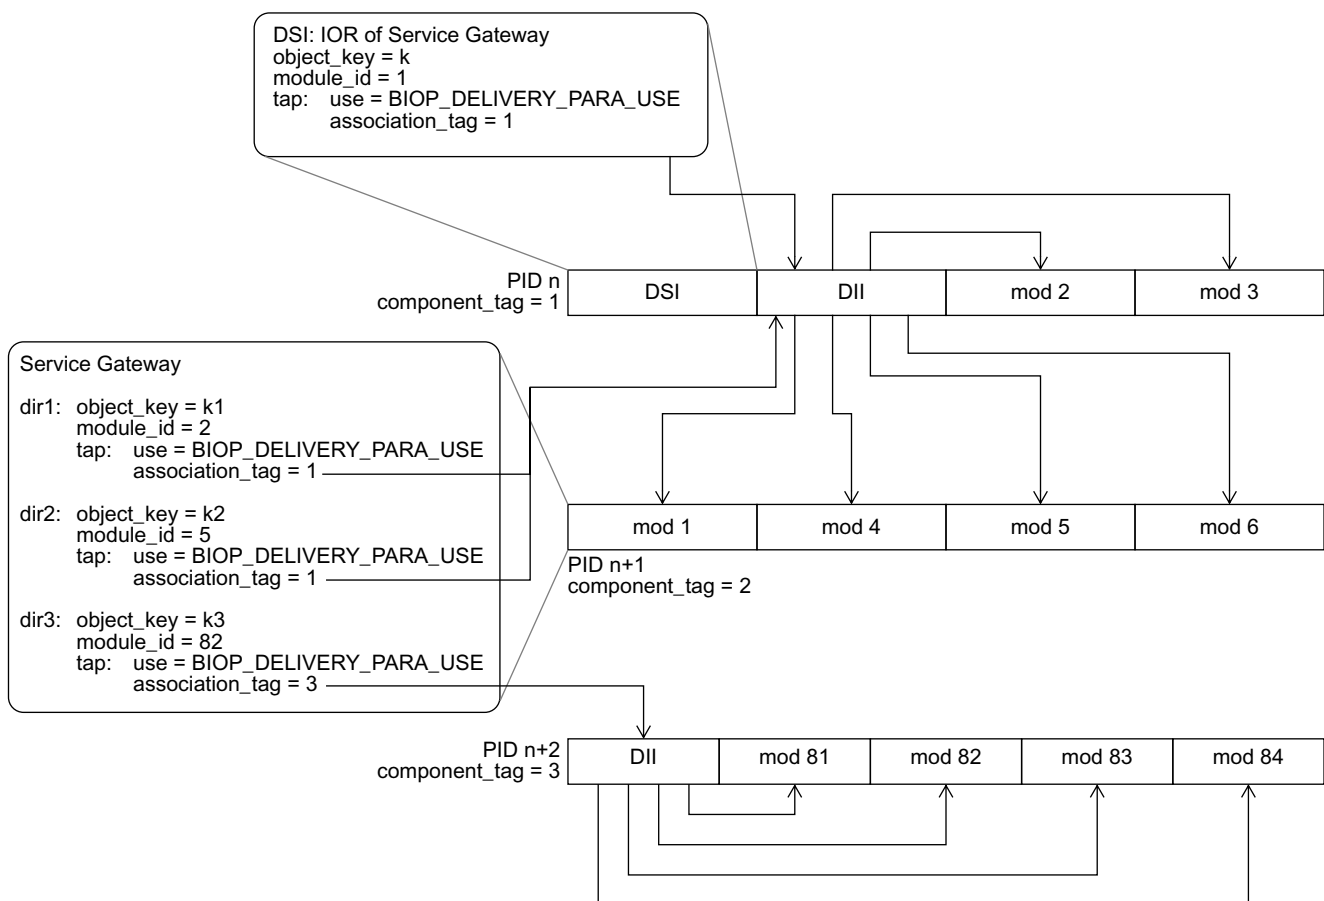 DSI: IOR of Service Gateway
object_key = k
module_id = 1
tap: use = BIOP_DELIVERY_PARA_USE
association_tag = 1
PID n
component_tag = 1
DSI
DII
mod 2
mod 3
Service Gateway
dir1: object_key = k1
module_id = 2
tap: use = BIOP_DELIVERY_PARA_USE
association_tag = 1
dir2: object_key = k2
module_id = 5
tap: use = BIOP_DELIVERY_PARA_USE
association_tag = 1
dir3: object_key = k3
module_id = 82
tap: use = BIOP_DELIVERY_PARA_USE
association_tag = 3
mod 1
mod 4
mod 5
mod 6
PID n+1
component_tag = 2
PID n+2
component_tag = 3
DII
mod 81
mod 82
mod 83
mod 84